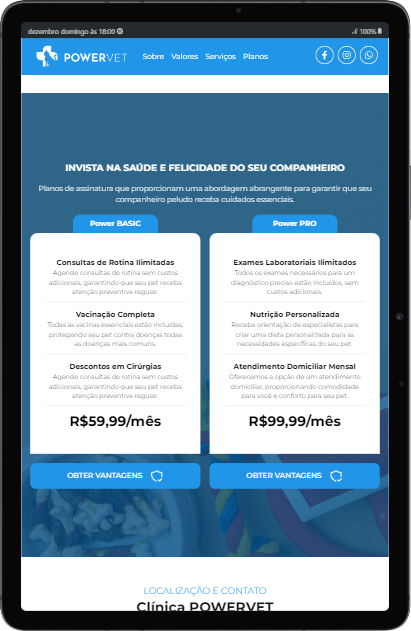 dezembro domingo às 18:00
100%
POWERVET
Sobre Valores Serviços Planos
INVISTA NA SAÚDE E FELICIDADE DO SEU COMPANHEIRO
Planos de assinatura que proporcionam uma abordagem abrangente para garantir que seu
companheiro peludo receba cuidados essenciais.
Power BASIC
Consultas de Rotina Ilimitadas
Agende consultas de rotina sem custos
adicionais, garantindo que seu pet receba
atenção preventiva regular.
Vacinação Completa
Todas as vacinas essenciais estão incluídas,
protegendo seu pet contra doenças todas
as doenças mais comuns.
Descontos em Cirúrgias
Agende consultas de rotina sem custos
adicionais, garantindo que seu pet receba
atenção preventiva regular.
R$59,99/mês
OBTER VANTAGENS
Power PRO
Exames Laboratoriais Ilimitados
Todos os exames necessários para um
diagnóstico preciso estão incluídos, sem
custos adicionais.
Nutrição Personalizada
Receba orientação de especialistas para
criar uma dieta personalizada para as
necessidades específicas do seu pet.
Atendimento Domiciliar Mensal
Oferecemos a opção de um atendimento
domiciliar, proporcionando comodidade
para você e conforto para seu pet.
R$99,99/mês
OBTER VANTAGENS
LOCALIZAÇÃO E CONTATO
Clínica POWERVET